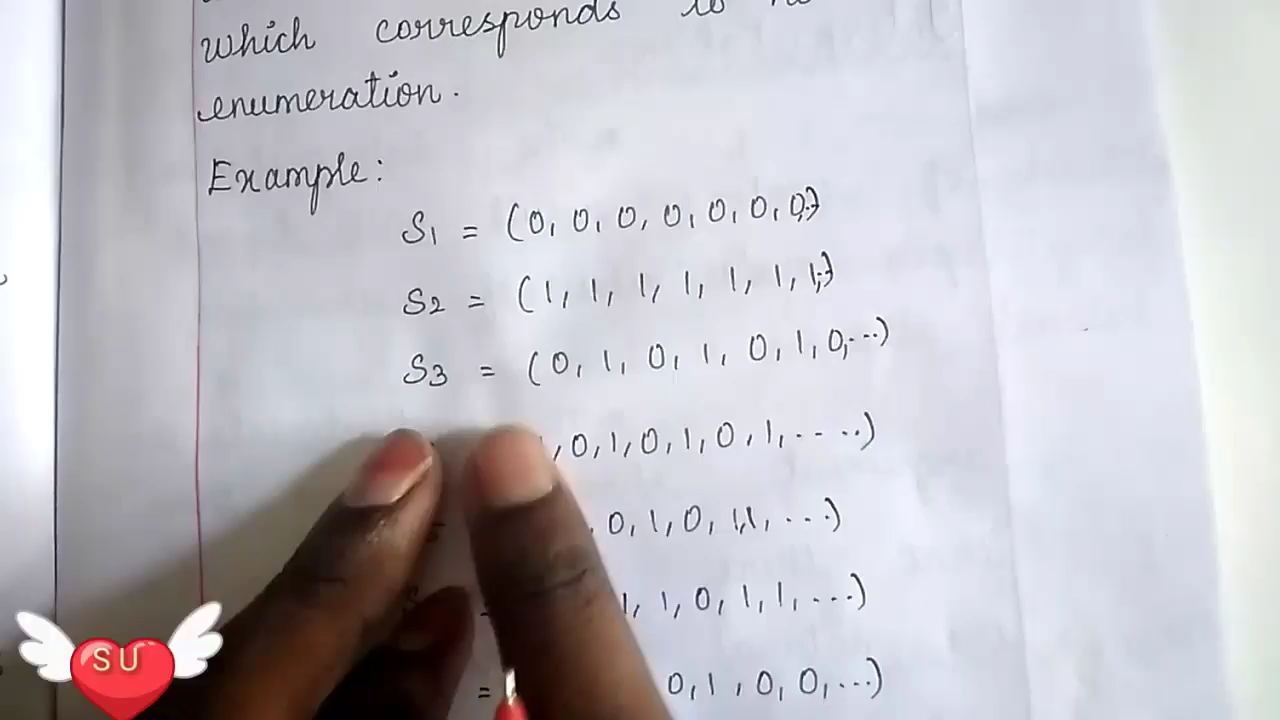 which corresponds to
enumeration.
Example:
S1 = (0, 0, 0, 0, 0, 0, 0,..)
S2 = (1, 1, 1, 1, 1, 1, 1,..)
S3 = (0, 1, 0, 1, 0, 1, 0,...)
, 0, 1, 0, 1, 0, 1, .....)
, 0, 1, 0, 1,1, ....)
1, 1, 0, 1, 1, ....)
= 0, 1, 0, 0, ...)
SU